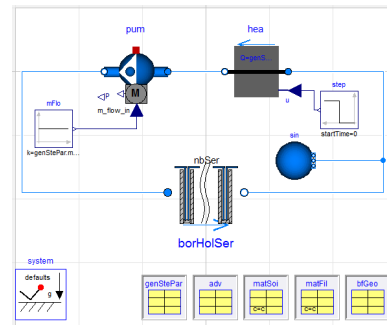 pum
hea
Q=genS...
mFlo
P
M
m_flow_in
u
step
k=genStePar.m...
startTime=0
sin
nbSer
borHolSer
system
defaults
g
genStePar
adv
matSoi
c=c
matFil
c=c
bfGeo